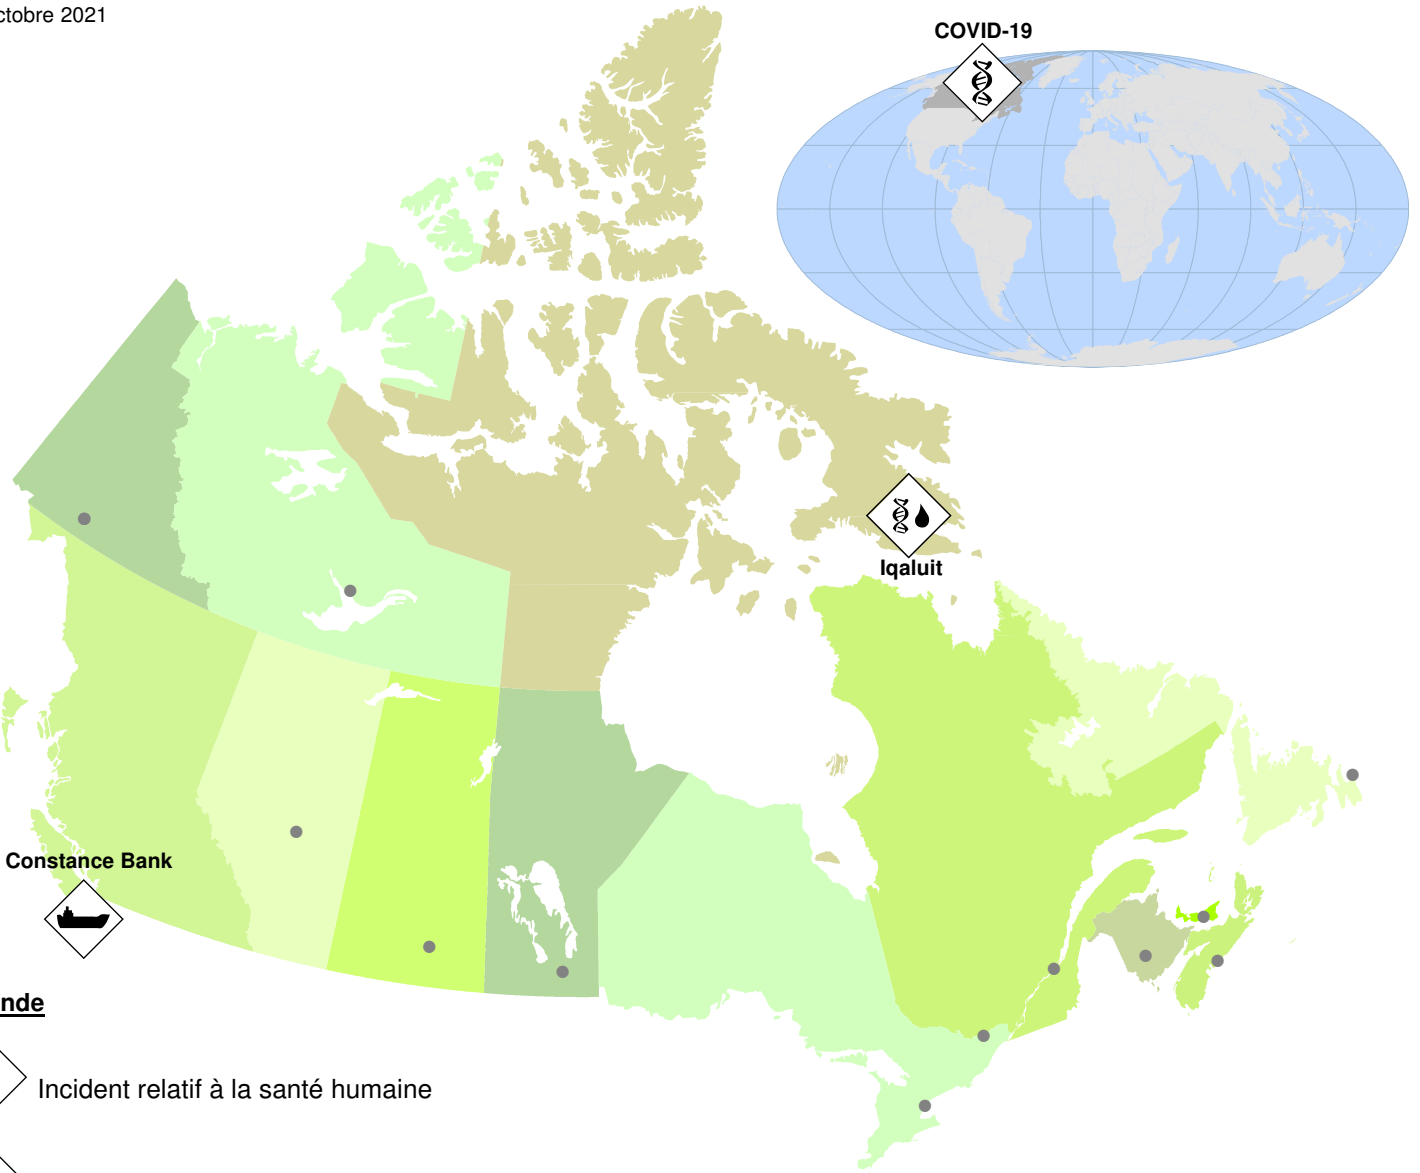 ctobre 2021
COVID-19
Iqaluit
Constance Bank
nde
Incident relatif à la santé humaine